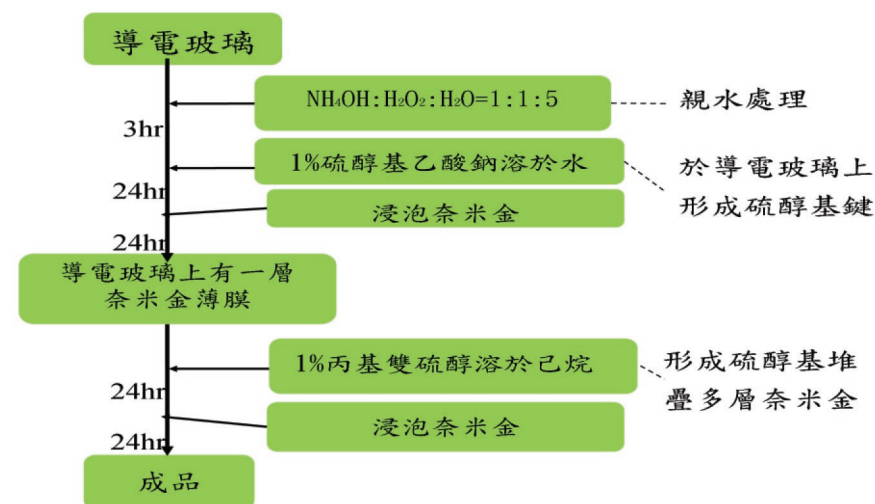 導電玻璃
NH₄OH:H₂O₂:H₂O=1:1:5
親水處理
3hr
1%硫醇基乙酸鈉溶於水
於導電玻璃上
形成硫醇基鍵
24hr
浸泡奈米金
24hr
導電玻璃上有一層
奈米金薄膜
1%丙基雙硫醇溶於己烷
形成硫醇基堆
疊多層奈米金
24hr
浸泡奈米金
24hr
成品